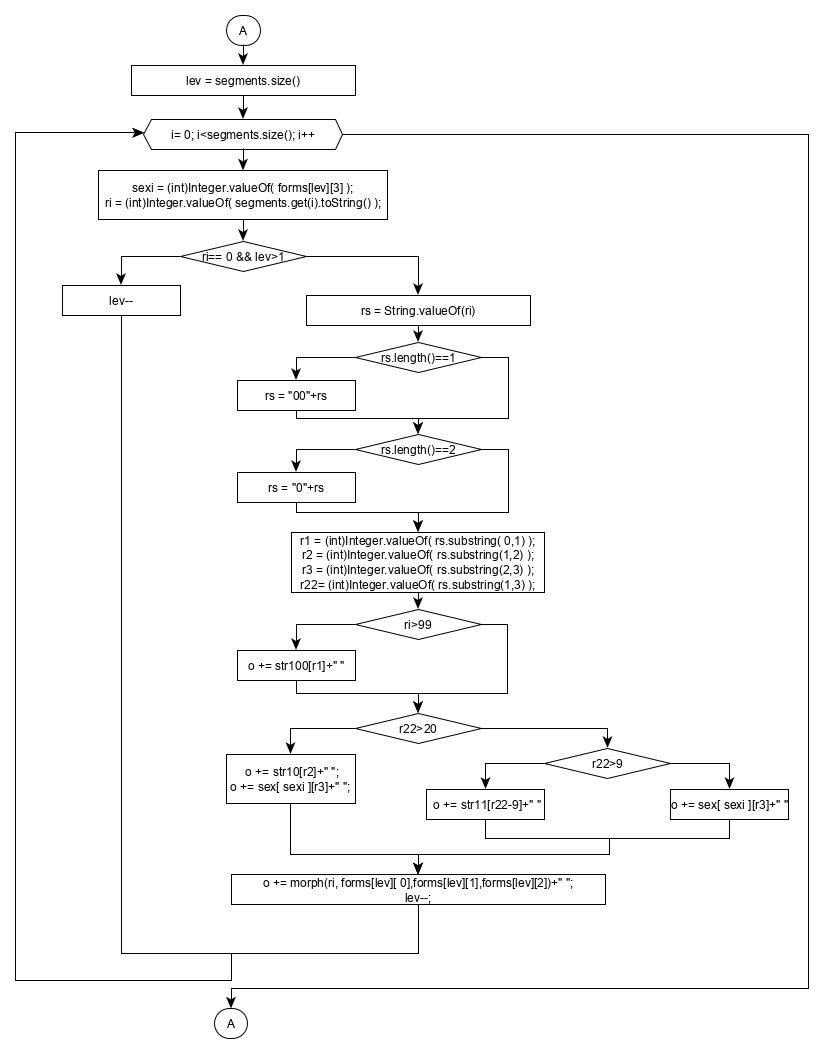 A
lev = segments.size()
i= 0; i<segments.size(); i++
sexi = (int)Integer.valueOf( forms[lev][3] );
ri = (int)Integer.valueOf( segments.get(i).toString() );
ri== 0 && lev>1
lev--
rs = String.valueOf(ri)
rs.length()==1
rs = "00"+rs
rs.length()==2
rs = "0"+rs
r1 = (int)Integer.valueOf( rs.substring( 0,1) );
r2 = (int)Integer.valueOf( rs.substring(1,2) );
r3 = (int)Integer.valueOf( rs.substring(2,3) );
r22= (int)Integer.valueOf( rs.substring(1,3) );
ri>99
o += str100[r1]+" "
r22>20
o += str10[r2]+" ";
o += sex[ sexi ][r3]+" ";
r22>9
o += str11[r22-9]+" "
o += sex[ sexi ][r3]+" "
o += morph(ri, forms[lev][ 0],forms[lev][1],forms[lev][2])+" ";
lev--;
A